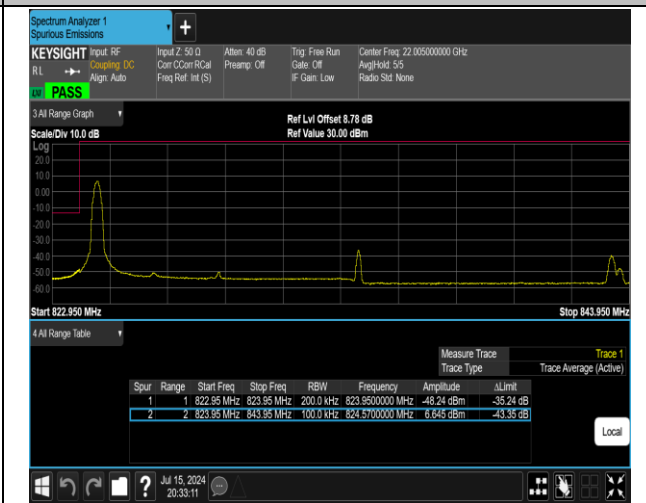 Spectrum Analyzer 1
Spurious Emissions
+
KEYSIGHT Input: RF Input Z: 50 Ω Atten: 40 dB Trig: Free Run Center Freq: 22.005000000 GHz
RL Coupling: DC Corr CCorr RCal Preamp: Off Gate: Off Avg|Hold: 5/5
Align: Auto Freq Ref: Int (S) IF Gain: Low Radio Std: None
PASS
3 All Range Graph
Ref Lvl Offset 8.78 dB
Scale/Div 10.0 dB Ref Value 30.00 dBm
Log
20.0
10.0
0.00
-10.0
-20.0
-30.0
-40.0
-50.0
-60.0
Start 822.950 MHz Stop 843.950 MHz
4 All Range Table
Measure Trace Trace 1
Trace Type Trace Average (Active)
Spur Range Start Freq Stop Freq RBW Frequency Amplitude ΔLimit
1 1 822.95 MHz 823.95 MHz 200.0 kHz 823.9500000 MHz -48.24 dBm -35.24 dB
2 2 823.95 MHz 843.95 MHz 100.0 kHz 824.5700000 MHz 6.645 dBm -43.35 dB
Local
? Jul 15, 2024
20:33:11